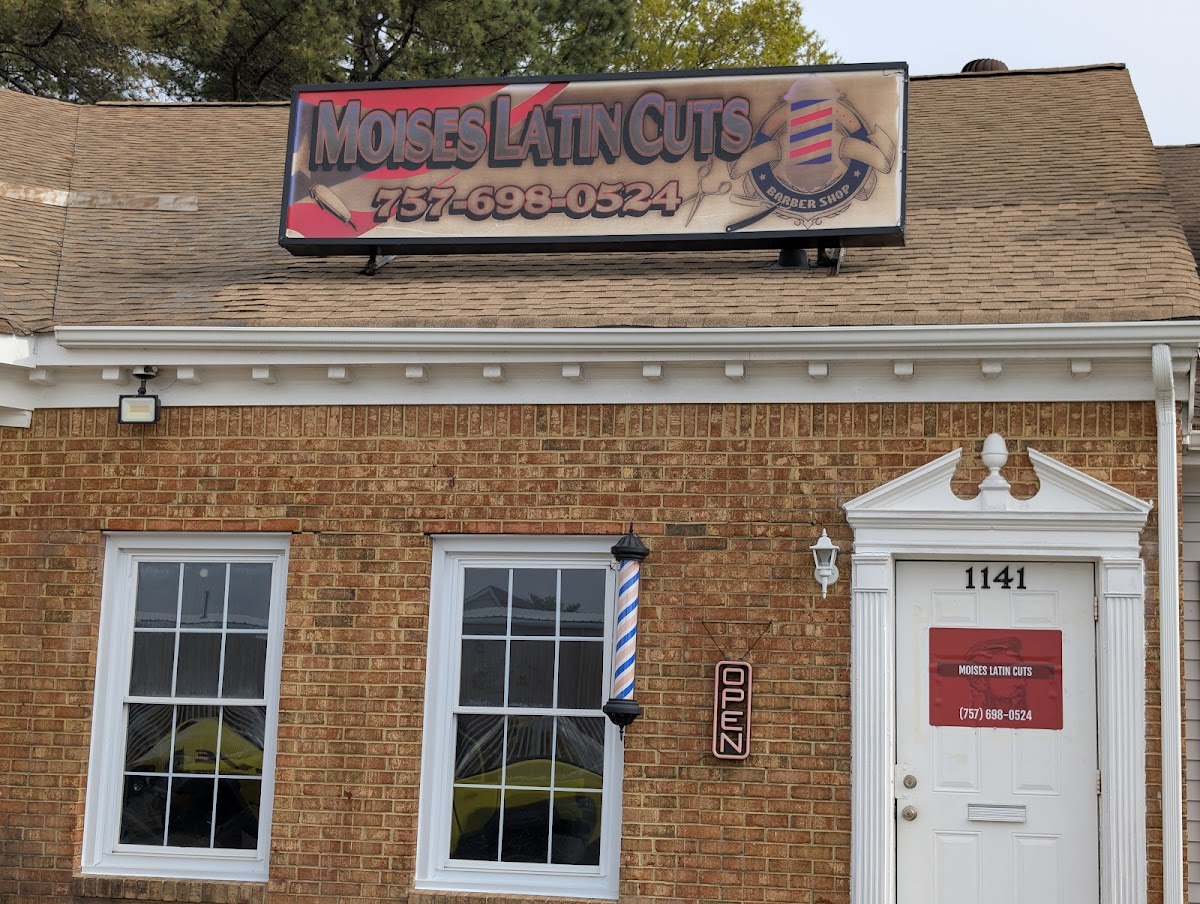 MOISES LATIN CUTS
757-698-0524
BARBER SHOP
1141
MOISES LATIN CUTS
(757) 698-0524
OPEN